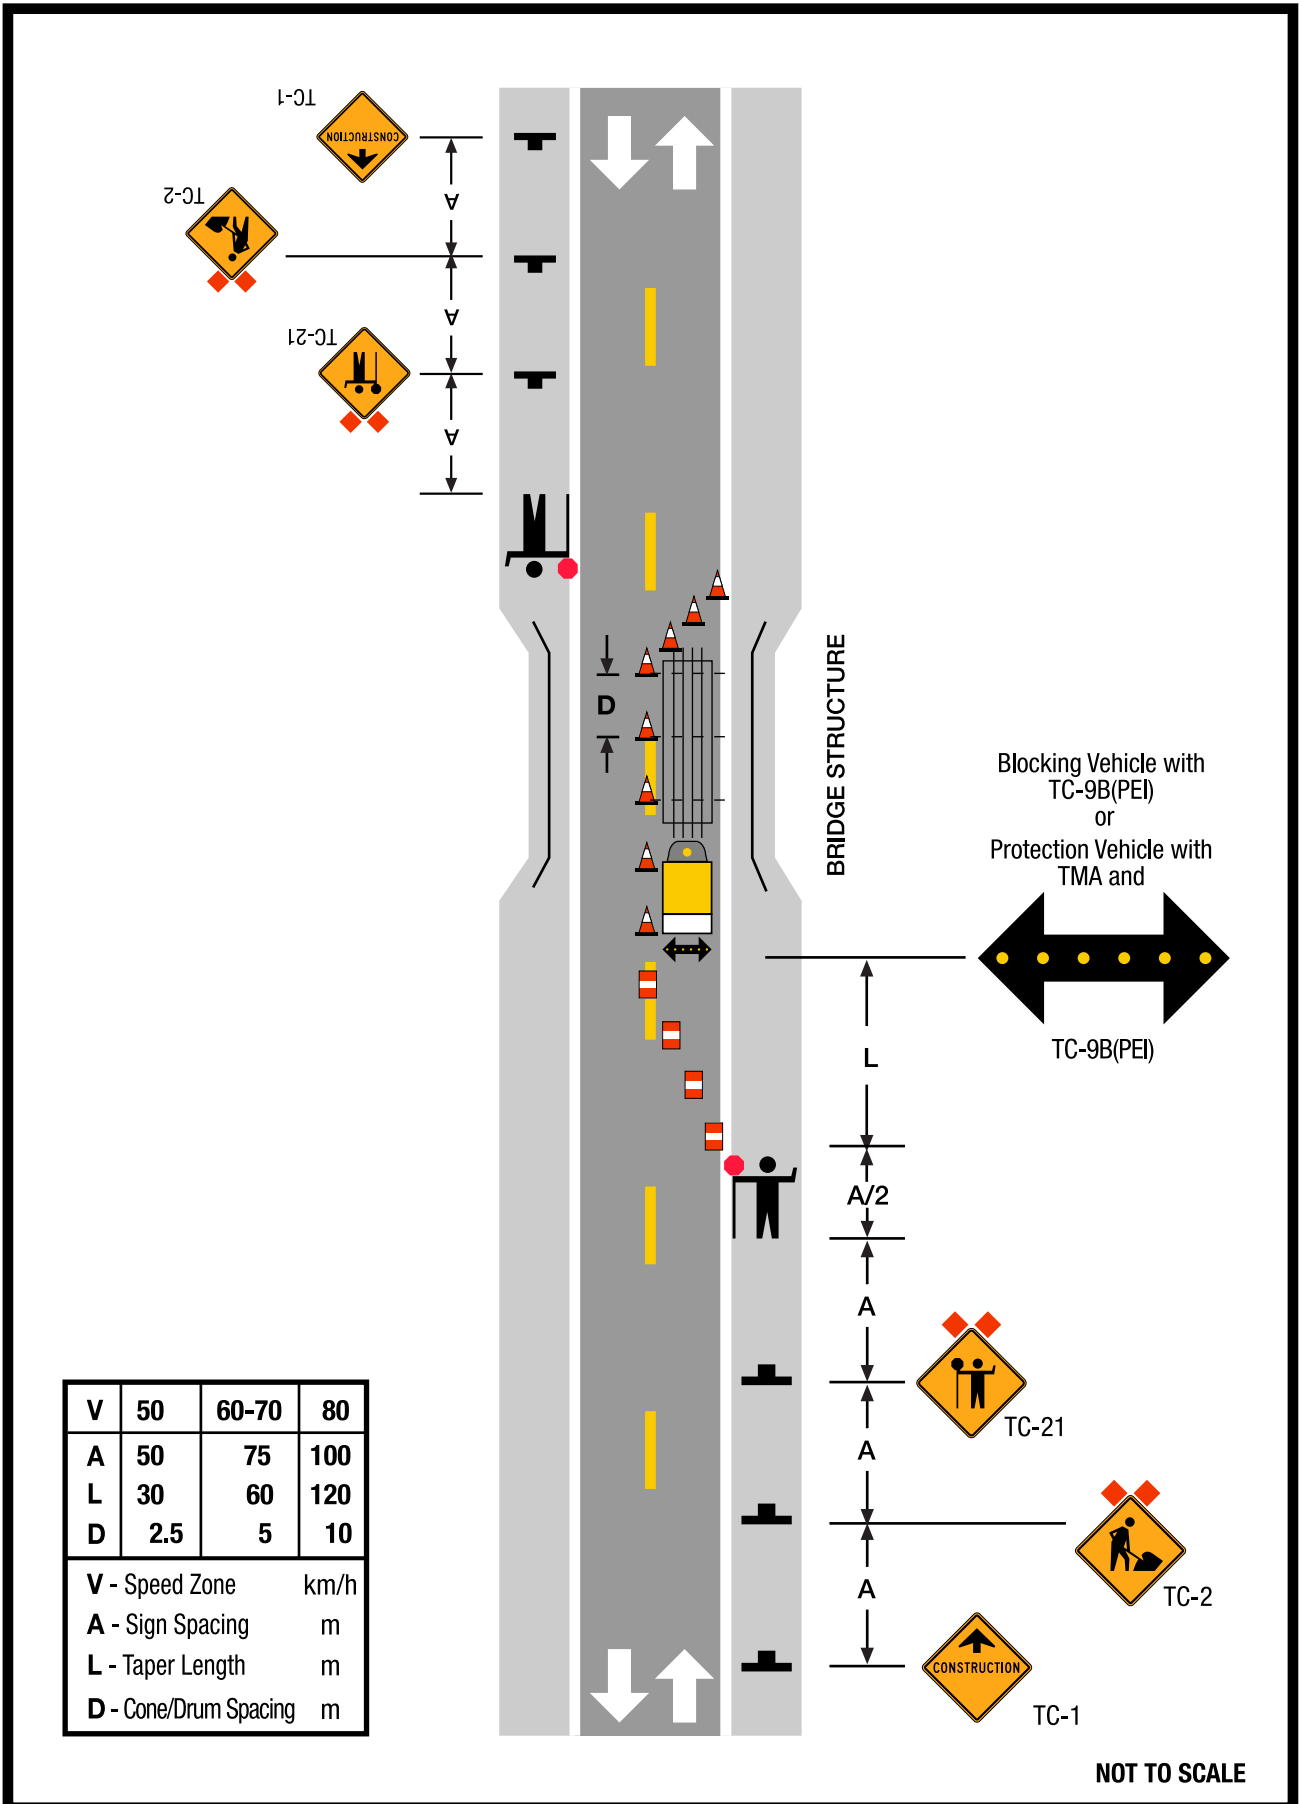 TC-1
CONSTRUCTION
A
TC-2
A
TC-21
A
D
BRIDGE STRUCTURE
Blocking Vehicle with
TC-9B(PEI)
or
Protection Vehicle with
TMA and
TC-9B(PEI)
L
A/2
A
TC-21
A
TC-2
A
CONSTRUCTION
TC-1
V 50 60-70 80
A 50 75 100
L 30 60 120
D 2.5 5 10
V - Speed Zone km/h
A - Sign Spacing m
L - Taper Length m
D - Cone/Drum Spacing m
NOT TO SCALE